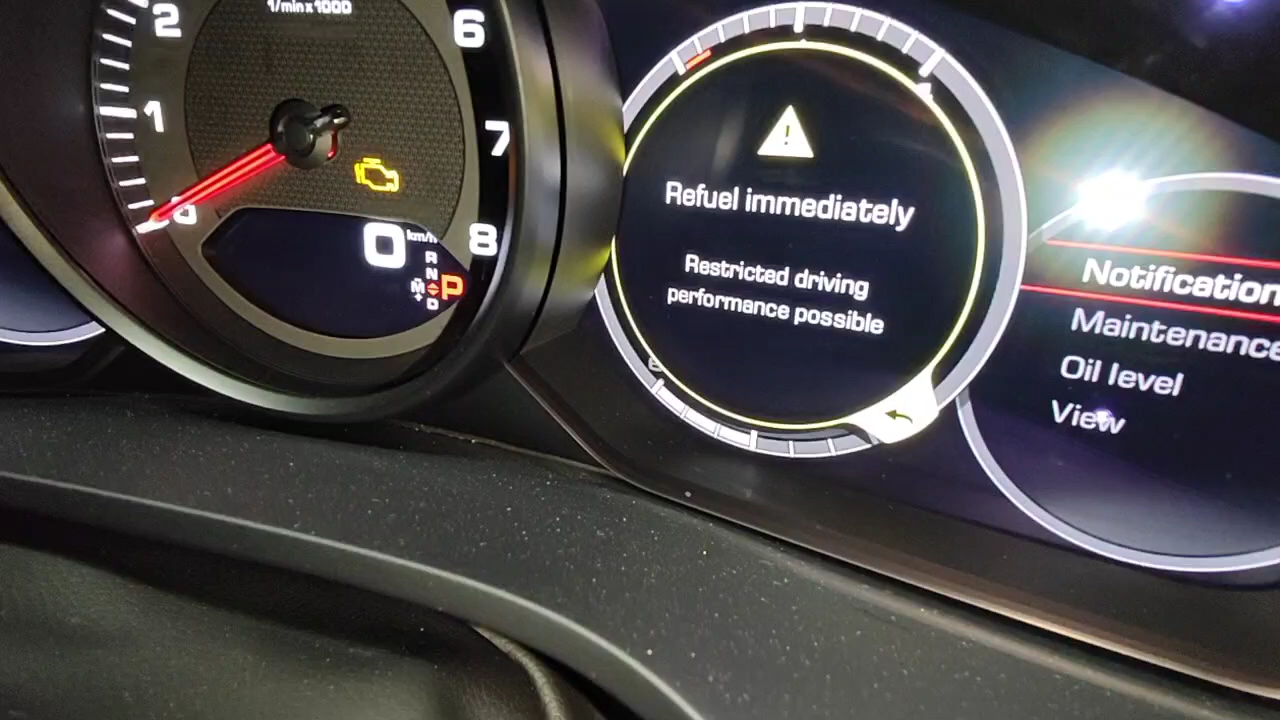 1/min x 1000
2
6
1
7
0
8
0 km/h
R
N
M P
+
D
Refuel immediately
Restricted driving
performance possible
E
Notification
Maintenance
Oil level
View